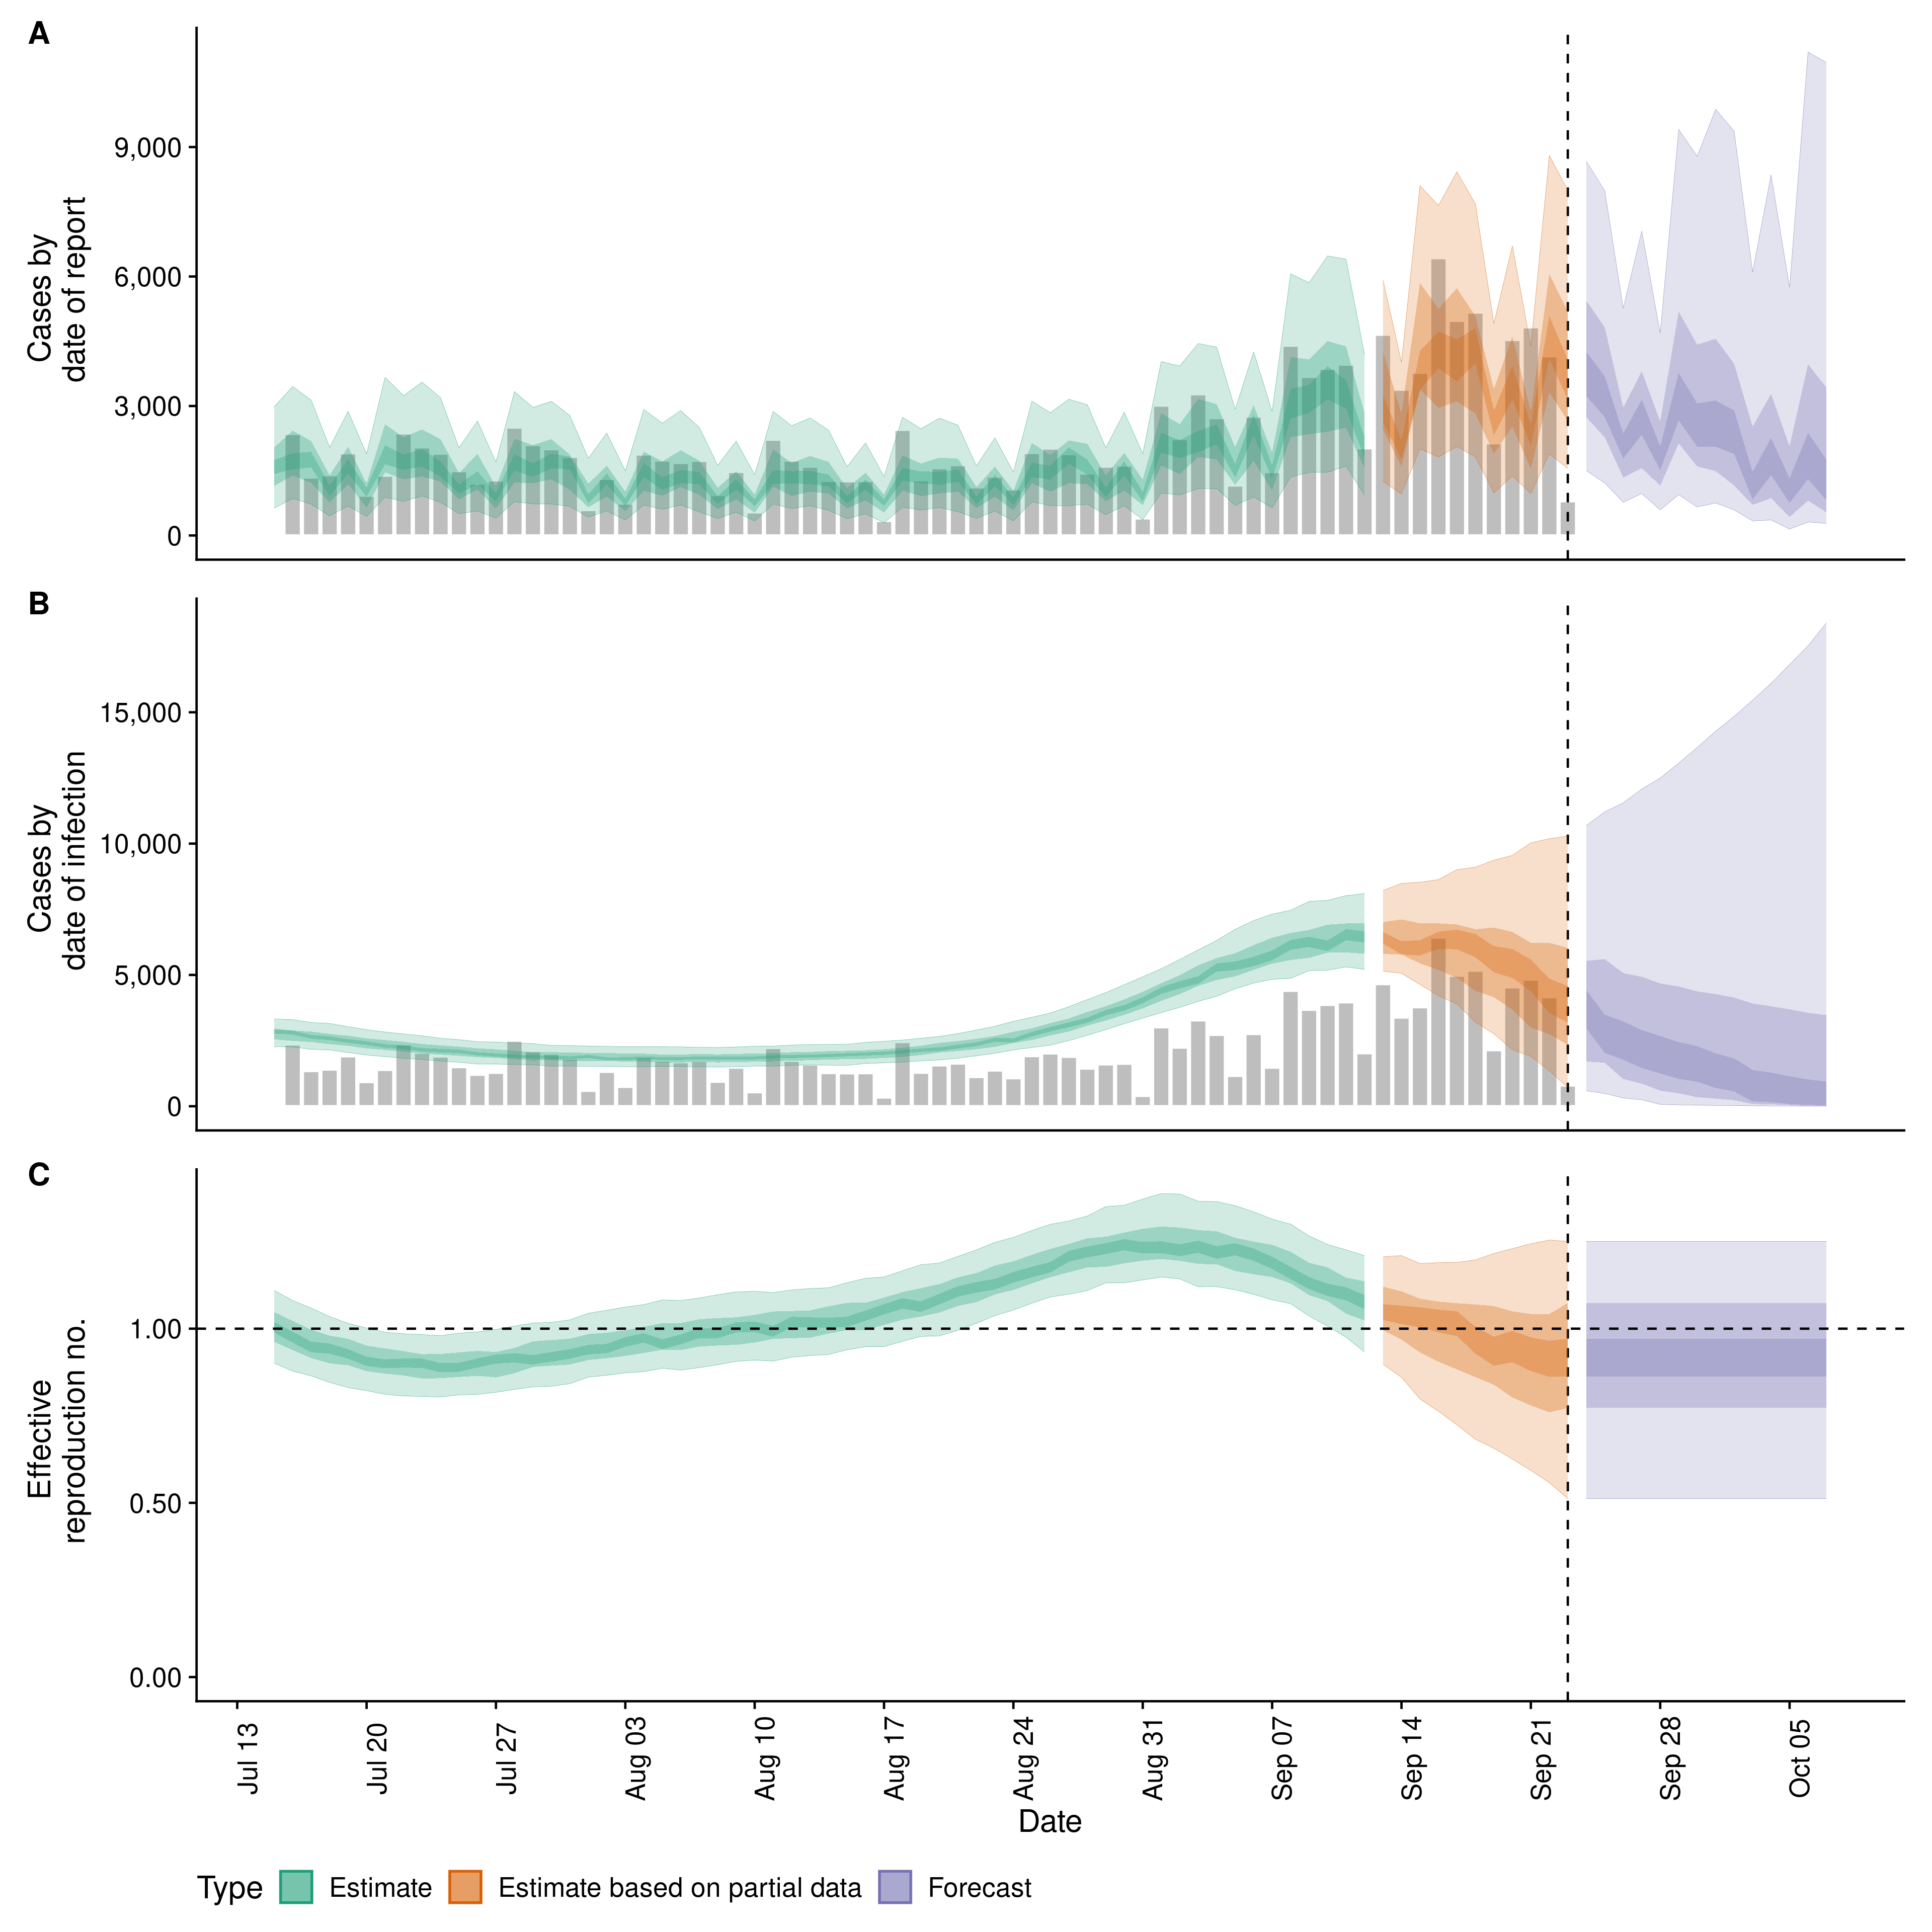 A
Cases by
date of report
9,000
6,000
3,000
0
B
Cases by
date of infection
15,000
10,000
5,000
0
C
Effective
reproduction no.
1.00
0.50
0.00
Jul 13
Jul 20
Jul 27
Aug 03
Aug 10
Aug 17
Aug 24
Aug 31
Sep 07
Sep 14
Sep 21
Sep 28
Oct 05
Date
Type Estimate Estimate based on partial data Forecast